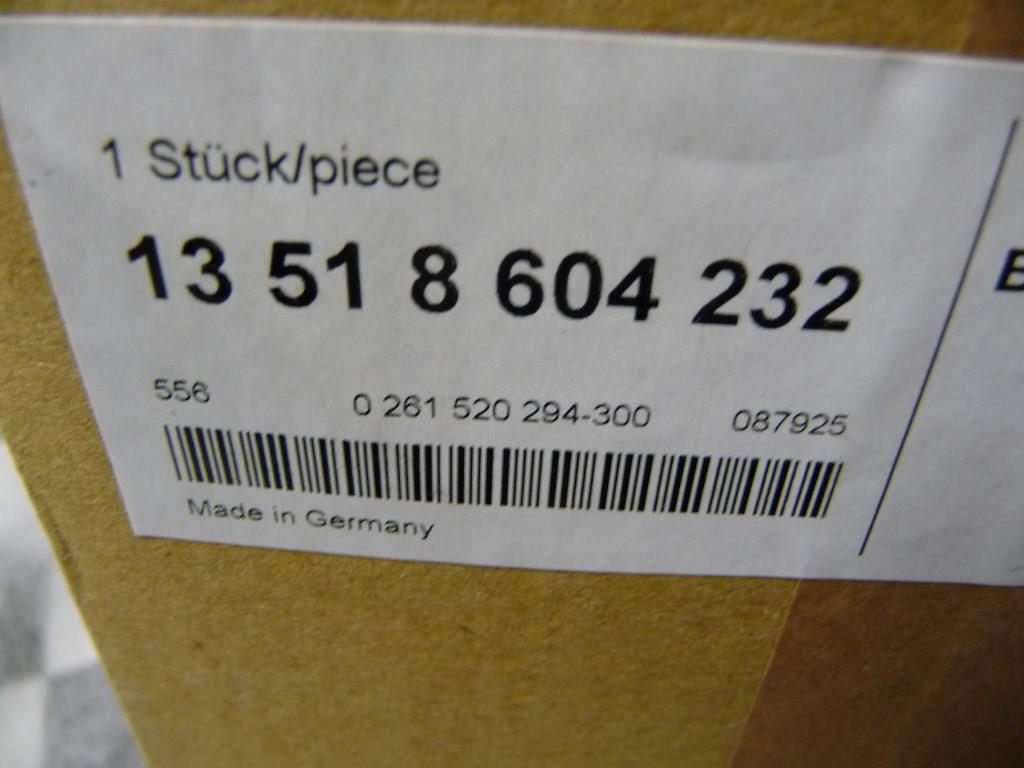 1 Stück/piece
13 51 8 604 232
556 0 261 520 294-300 087925
Made in Germany